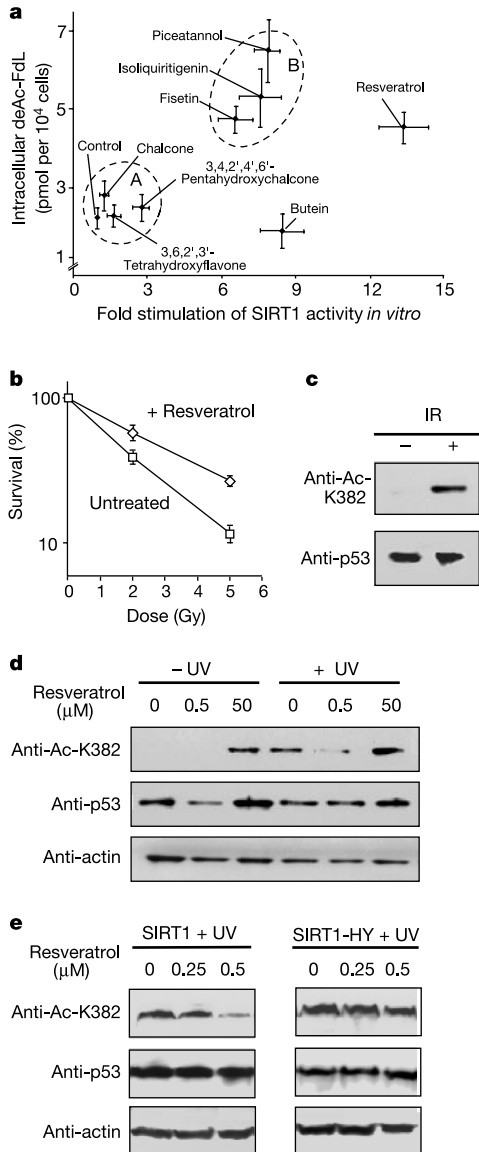 a
7
5
3
1
Intracellular deAc-FdL
(pmol per 10⁴ cells)
Piceatannol
Isoliquiritigenin
Fisetin
B
Resveratrol
Control
Chalcone
A
3,4,2',4',6'-
Pentahydroxychalcone
3,6,2',3'-
Tetrahydroxyflavone
Butein
0 3 6 9 12 15
Fold stimulation of SIRT1 activity in vitro
b
100
10
Survival (%)
+ Resveratrol
Untreated
0 1 2 3 4 5 6
Dose (Gy)
c
IR
– +
Anti-Ac-
K382
Anti-p53
d
– UV + UV
Resveratrol
(µM)
0 0.5 50 0 0.5 50
Anti-Ac-K382
Anti-p53
Anti-actin
e
SIRT1 + UV SIRT1-HY + UV
Resveratrol
(µM)
0 0.25 0.5 0 0.25 0.5
Anti-Ac-K382
Anti-p53
Anti-actin